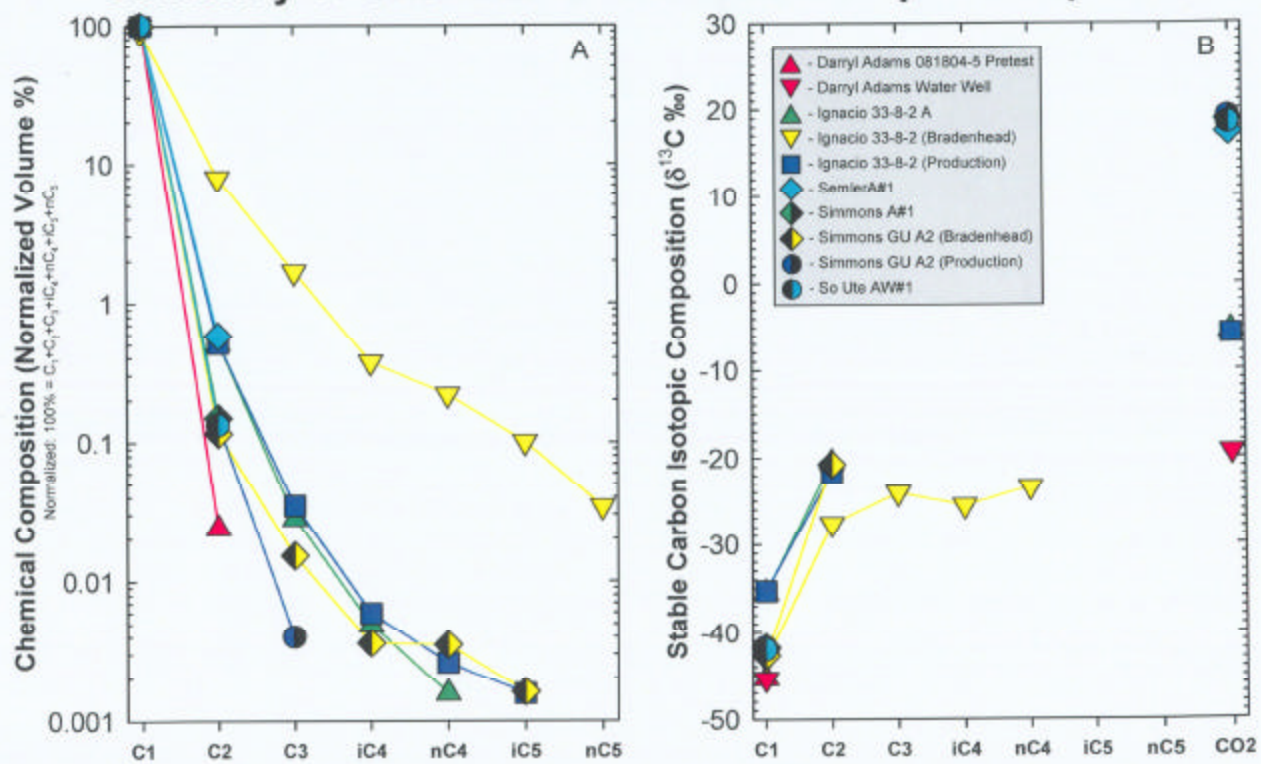 A
Chemical Composition (Normalized Volume %)
Normalized: 100% = C₁+C₁+C₃+iC₄+nC₄+iC₅+nC₅
100
10
1
0.1
0.01
0.001
C1 C2 C3 iC4 nC4 iC5 nC5
B
Stable Carbon Isotopic Composition (δ¹³C ‰)
30
20
10
0
-10
-20
-30
-40
-50
- Darryl Adams 081804-5 Pretest
- Darryl Adams Water Well
- Ignacio 33-8-2 A
- Ignacio 33-8-2 (Bradenhead)
- Ignacio 33-8-2 (Production)
- SemlerA#1
- Simmons A#1
- Simmons GU A2 (Bradenhead)
- Simmons GU A2 (Production)
- So Ute AW#1
C1 C2 C3 iC4 nC4 iC5 nC5 CO2